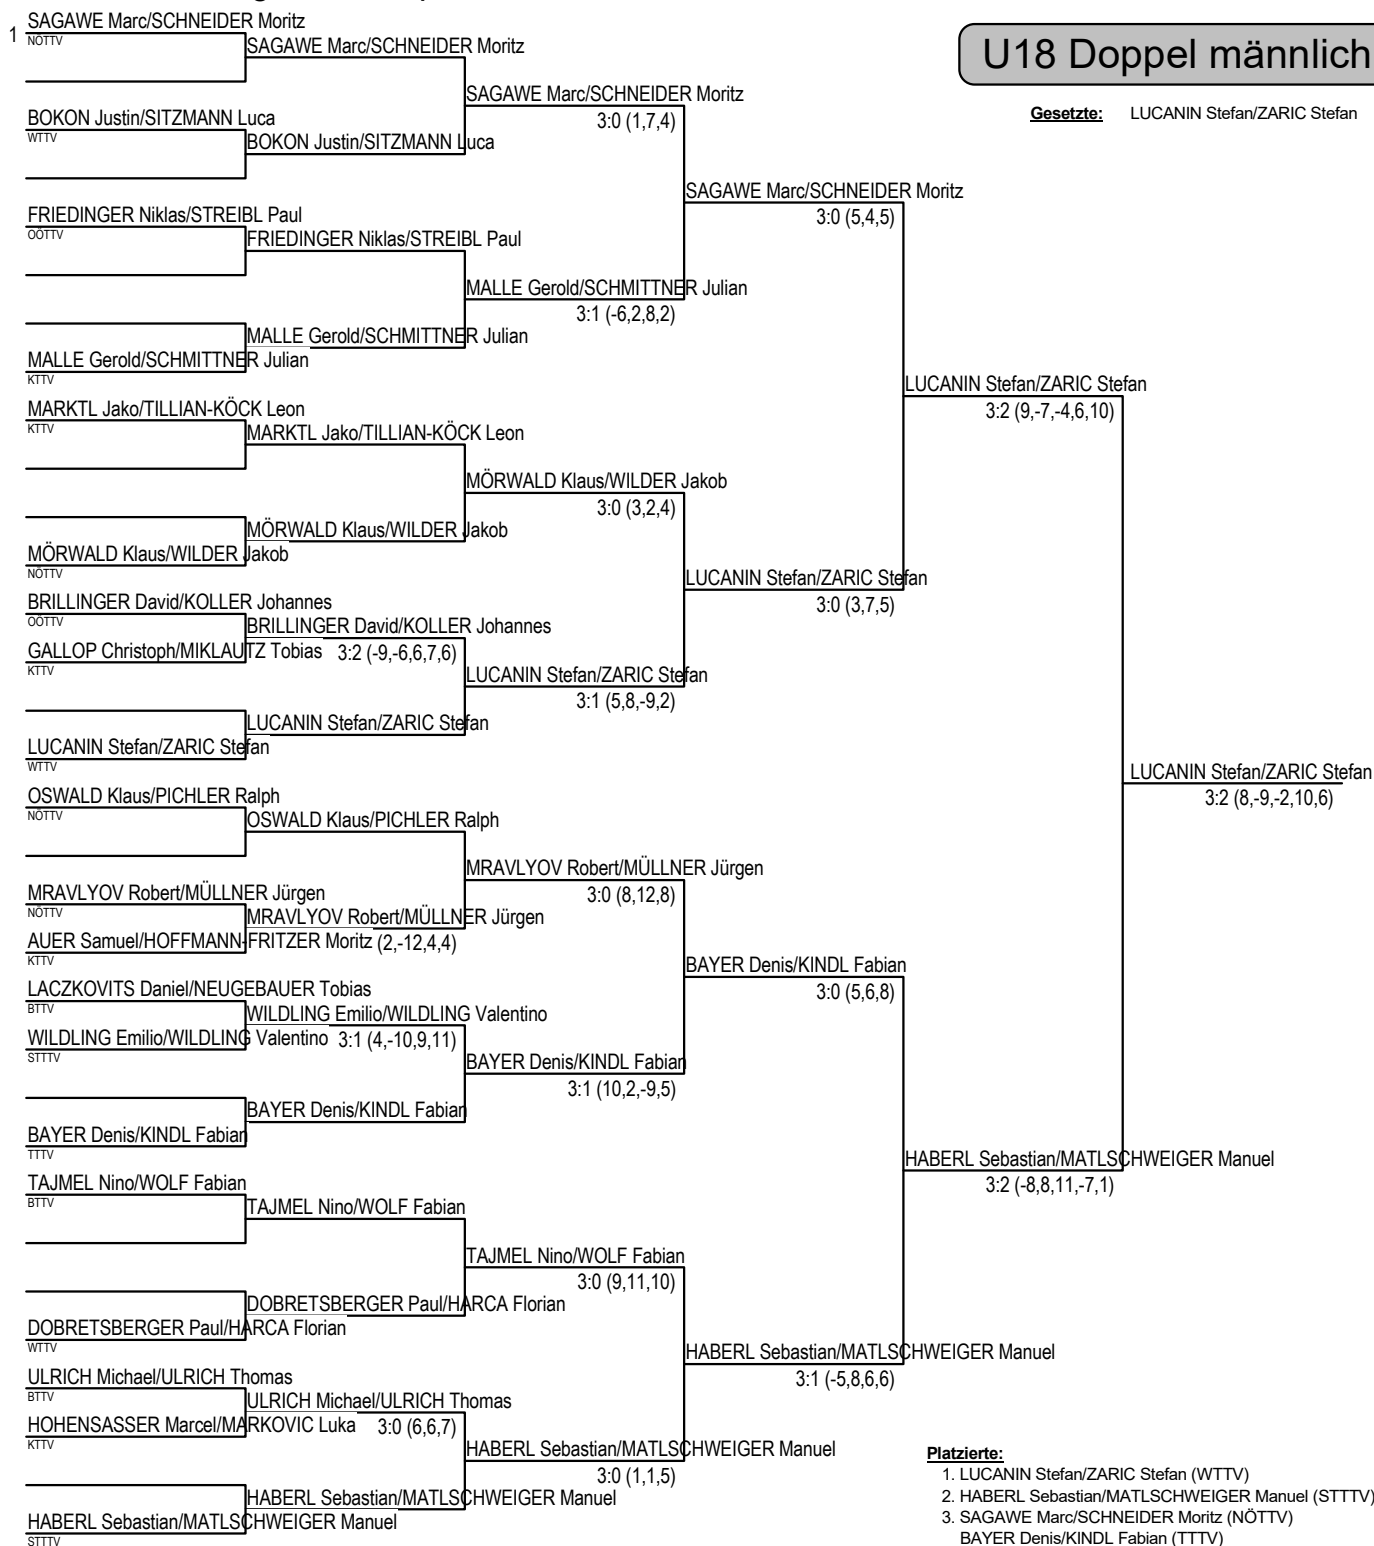 1
SAGAWE Marc/SCHNEIDER Moritz
NÖTTV
BOKON Justin/SITZMANN Luca
WTTV
FRIEDINGER Niklas/STREIBL Paul
OÖTTV
MALLE Gerold/SCHMITTNER Julian
KTTV
MARKTL Jako/TILLIAN-KÖCK Leon
KTTV
MÖRWALD Klaus/WILDER Jakob
NÖTTV
BRILLINGER David/KOLLER Johannes
OÖTTV
GALLOP Christoph/MIKLAUTZ Tobias
KTTV
LUCANIN Stefan/ZARIC Stefan
WTTV
OSWALD Klaus/PICHLER Ralph
NÖTTV
MRAVLYOV Robert/MÜLLNER Jürgen
NÖTTV
AUER Samuel/HOFFMANN-FRITZER Moritz
KTTV
LACZKOVITS Daniel/NEUGEBAUER Tobias
BTTV
WILDLING Emilio/WILDLING Valentino
STTTV
BAYER Denis/KINDL Fabian
TTTV
TAJMEL Nino/WOLF Fabian
BTTV
DOBRETSBERGER Paul/HARCA Florian
WTTV
ULRICH Michael/ULRICH Thomas
BTTV
HOHENSASSER Marcel/MARKOVIC Luka
KTTV
HABERL Sebastian/MATLSCHWEIGER Manuel
STTTV
SAGAWE Marc/SCHNEIDER Moritz
BOKON Justin/SITZMANN Luca
FRIEDINGER Niklas/STREIBL Paul
MALLE Gerold/SCHMITTNER Julian
MARKTL Jako/TILLIAN-KÖCK Leon
MÖRWALD Klaus/WILDER Jakob
BRILLINGER David/KOLLER Johannes
3:2 (-9,-6,6,7,6)
LUCANIN Stefan/ZARIC Stefan
OSWALD Klaus/PICHLER Ralph
MRAVLYOV Robert/MÜLLNER Jürgen
(2,-12,4,4)
WILDLING Emilio/WILDLING Valentino
3:1 (4,-10,9,11)
BAYER Denis/KINDL Fabian
TAJMEL Nino/WOLF Fabian
DOBRETSBERGER Paul/HARCA Florian
ULRICH Michael/ULRICH Thomas
3:0 (6,6,7)
HABERL Sebastian/MATLSCHWEIGER Manuel
SAGAWE Marc/SCHNEIDER Moritz
3:0 (1,7,4)
MALLE Gerold/SCHMITTNER Julian
3:1 (-6,2,8,2)
MÖRWALD Klaus/WILDER Jakob
3:0 (3,2,4)
LUCANIN Stefan/ZARIC Stefan
3:1 (5,8,-9,2)
MRAVLYOV Robert/MÜLLNER Jürgen
3:0 (8,12,8)
BAYER Denis/KINDL Fabian
3:1 (10,2,-9,5)
TAJMEL Nino/WOLF Fabian
3:0 (9,11,10)
HABERL Sebastian/MATLSCHWEIGER Manuel
3:0 (1,1,5)
SAGAWE Marc/SCHNEIDER Moritz
3:0 (5,4,5)
LUCANIN Stefan/ZARIC Stefan
3:0 (3,7,5)
BAYER Denis/KINDL Fabian
3:0 (5,6,8)
HABERL Sebastian/MATLSCHWEIGER Manuel
3:1 (-5,8,6,6)
LUCANIN Stefan/ZARIC Stefan
3:2 (9,-7,-4,6,10)
HABERL Sebastian/MATLSCHWEIGER Manuel
3:2 (-8,8,11,-7,1)
LUCANIN Stefan/ZARIC Stefan
3:2 (8,-9,-2,10,6)
U18 Doppel männlich
Gesetzte: LUCANIN Stefan/ZARIC Stefan
Platzierte:
1. LUCANIN Stefan/ZARIC Stefan (WTTV)
2. HABERL Sebastian/MATLSCHWEIGER Manuel (STTTV)
3. SAGAWE Marc/SCHNEIDER Moritz (NÖTTV)
BAYER Denis/KINDL Fabian (TTTV)